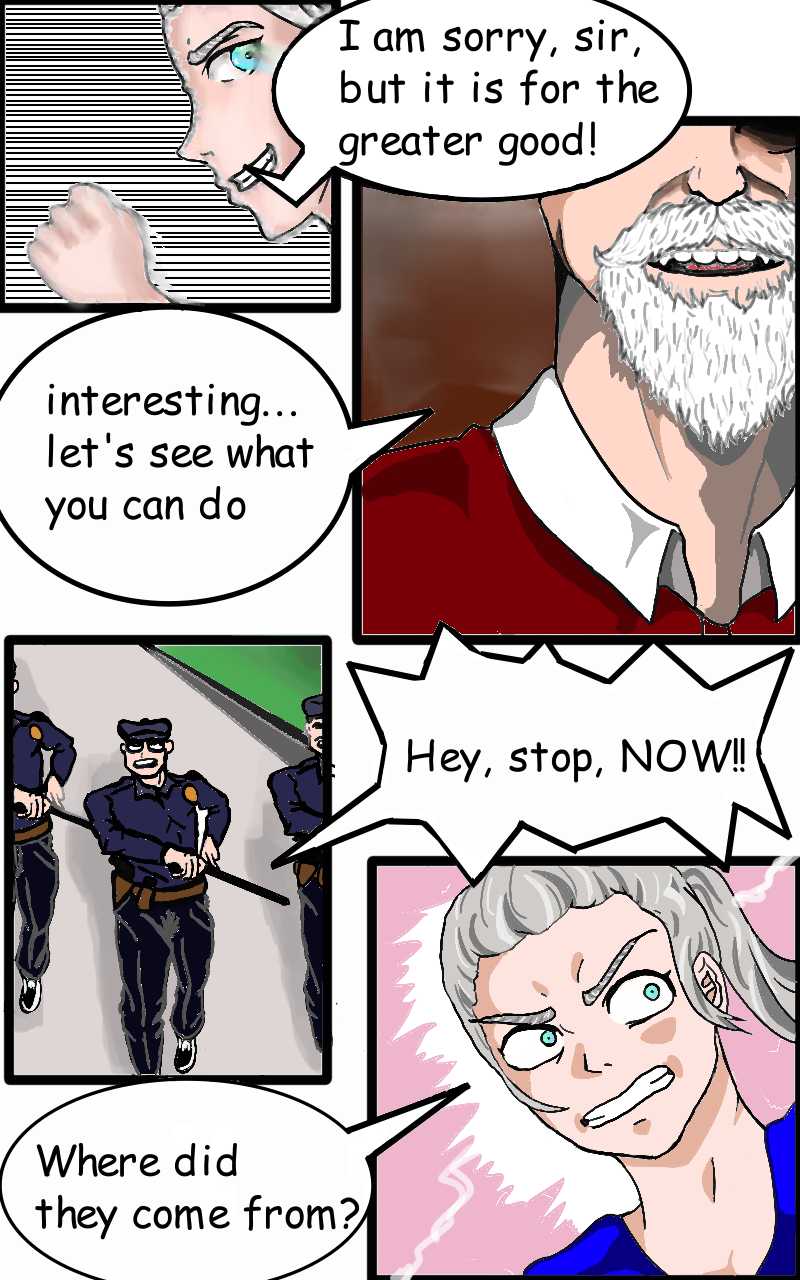 I am sorry, sir,
but it is for the
greater good!
interesting...
let's see what
you can do
Hey, stop, NOW!!
Where did
they come from?